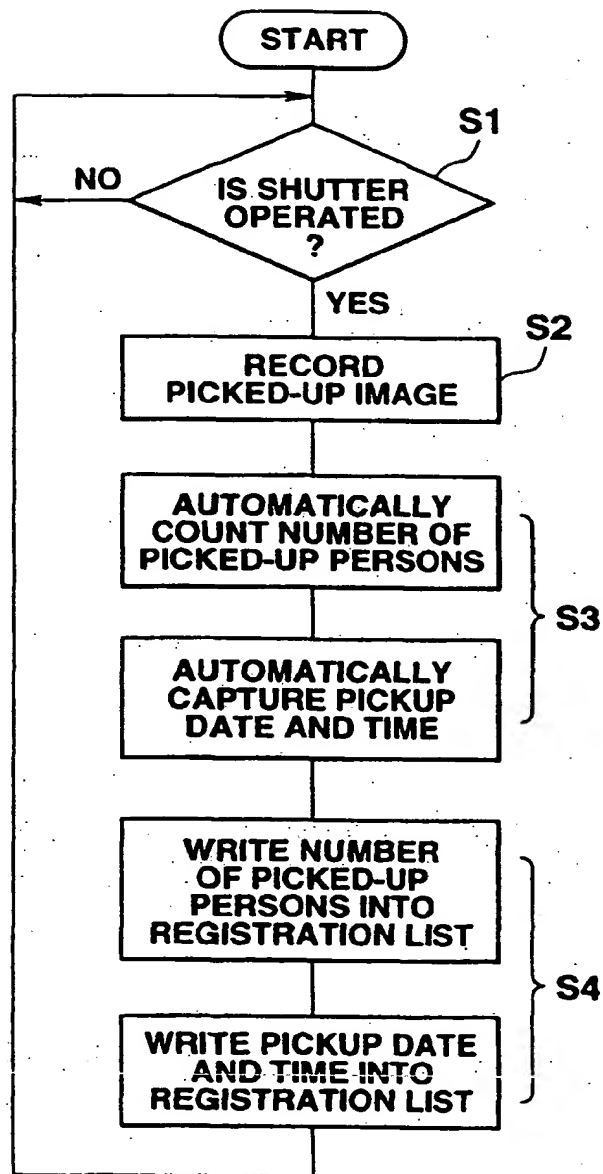 START
S1
NO
IS SHUTTER
OPERATED
?
YES
S2
RECORD
PICKED-UP IMAGE
AUTOMATICALLY
COUNT NUMBER OF
PICKED-UP PERSONS
S3
AUTOMATICALLY
CAPTURE PICKUP
DATE AND TIME
WRITE NUMBER
OF PICKED-UP
PERSONS INTO
REGISTRATION LIST
S4
WRITE PICKUP DATE
AND TIME INTO
REGISTRATION LIST